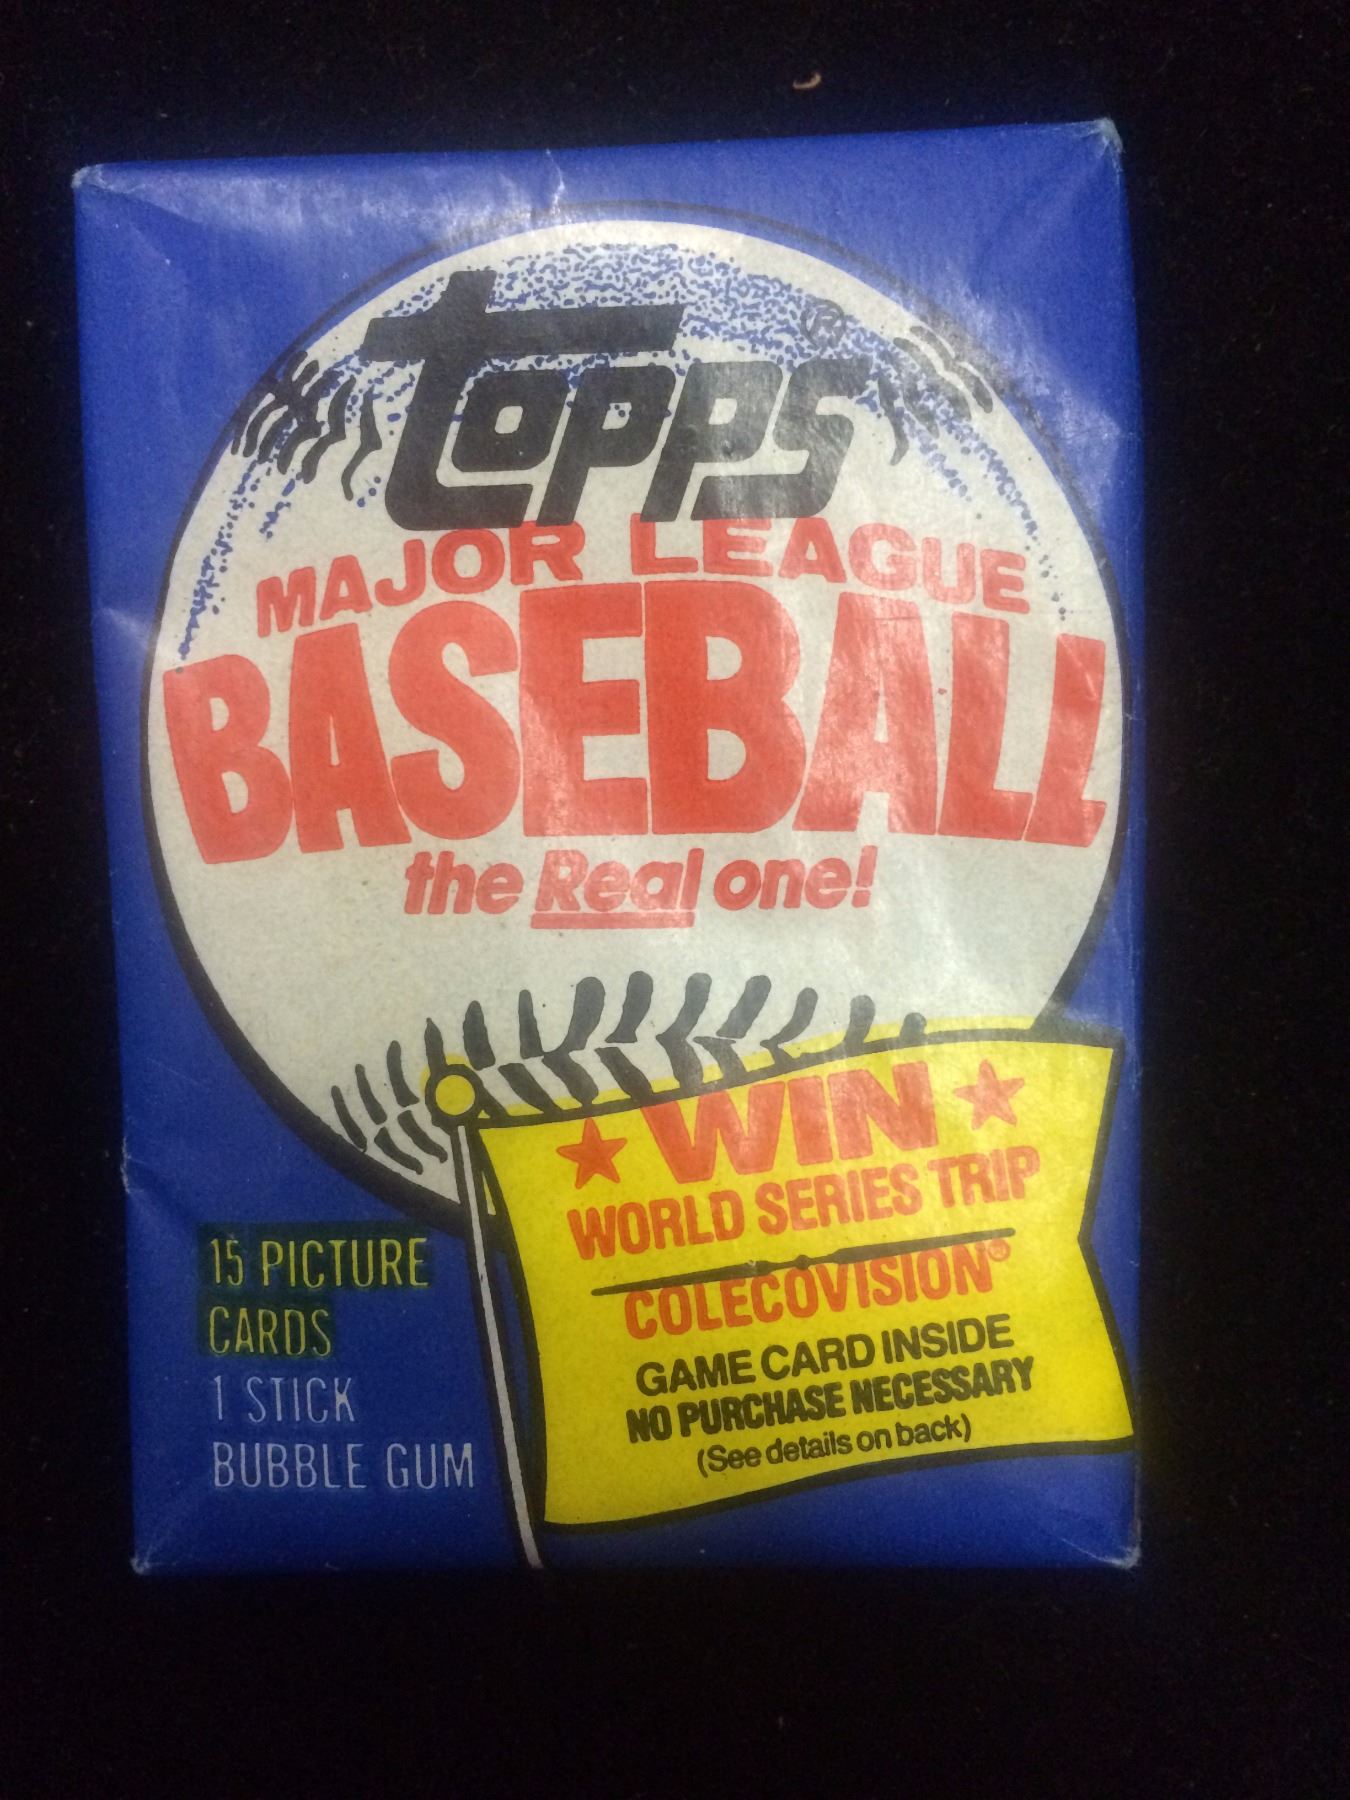 topps®
MAJOR LEAGUE
BASEBALL
the Real one!
WIN
WORLD SERIES TRIP
COLECOVISION®
GAME CARD INSIDE
NO PURCHASE NECESSARY
(See details on back)
15 PICTURE
CARDS
1 STICK
BUBBLE GUM